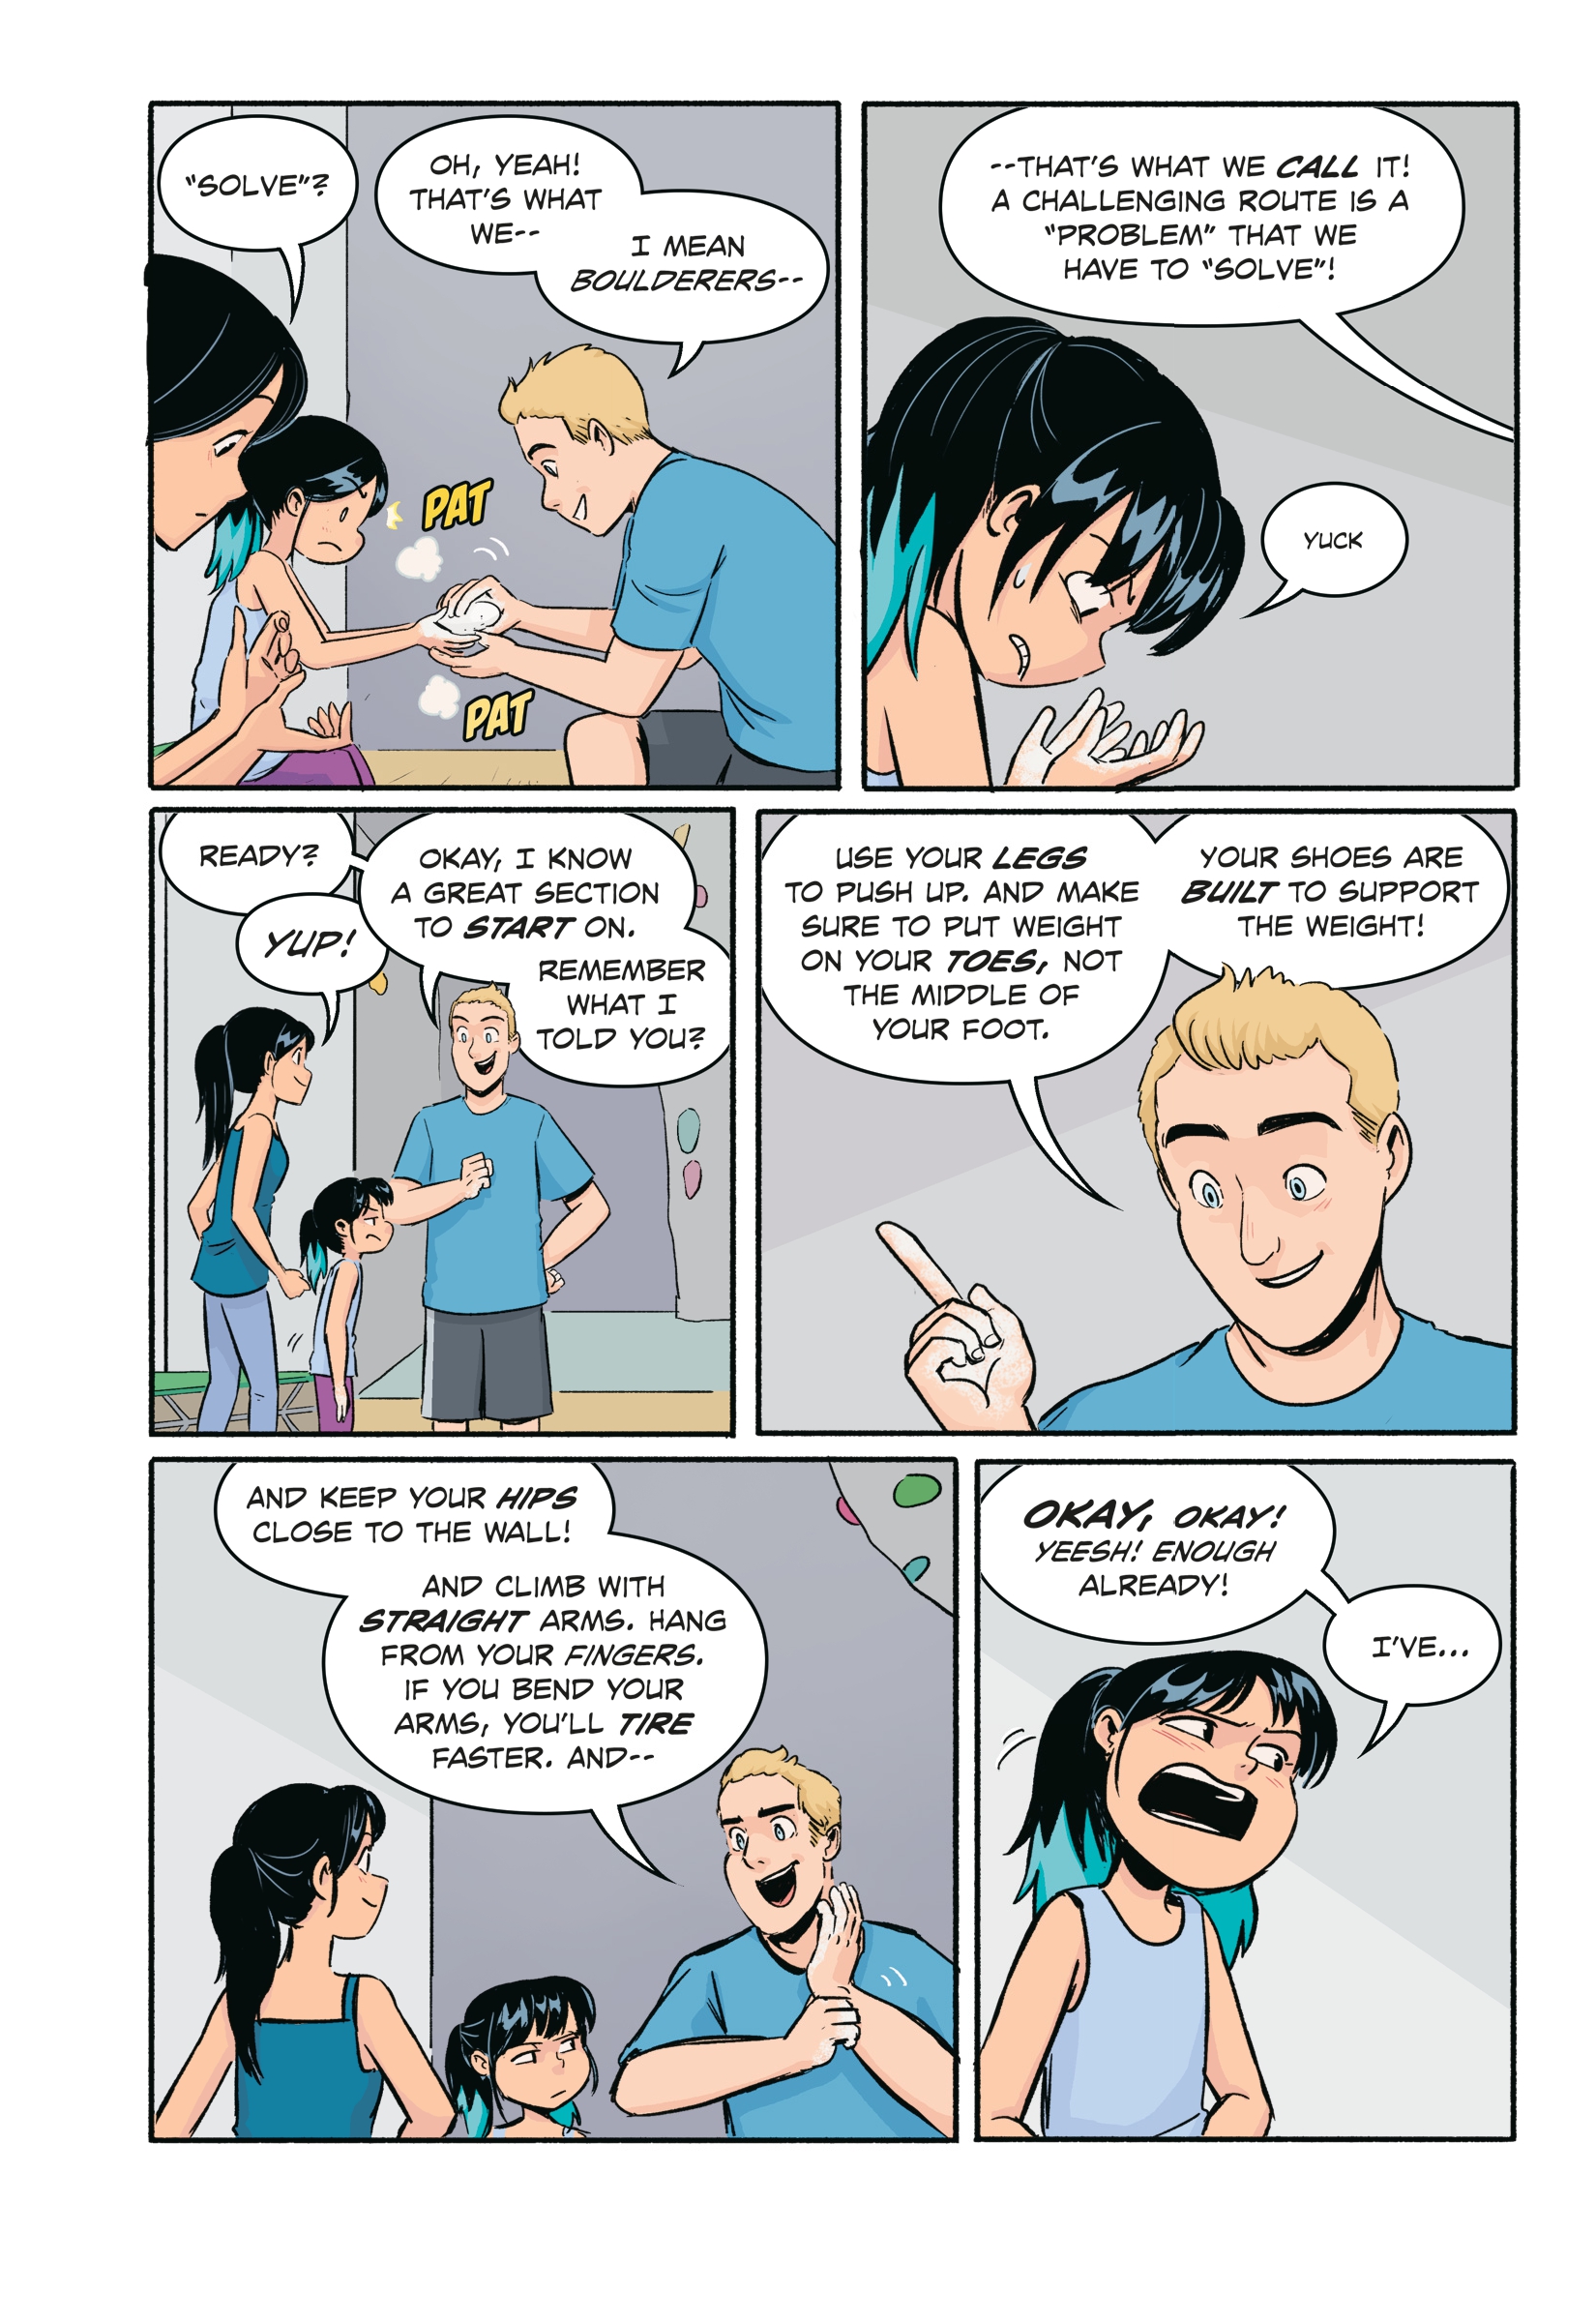 "SOLVE"?
OH, YEAH!
THAT'S WHAT
WE--
I MEAN
BOULDERERS--
PAT
PAT
--THAT'S WHAT WE CALL IT!
A CHALLENGING ROUTE IS A
"PROBLEM" THAT WE
HAVE TO "SOLVE"!
YUCK
READY?
YUP!
OKAY, I KNOW
A GREAT SECTION
TO START ON.
REMEMBER
WHAT I
TOLD YOU?
USE YOUR LEGS
TO PUSH UP. AND MAKE
SURE TO PUT WEIGHT
ON YOUR TOES, NOT
THE MIDDLE OF
YOUR FOOT.
YOUR SHOES ARE
BUILT TO SUPPORT
THE WEIGHT!
AND KEEP YOUR HIPS
CLOSE TO THE WALL!
AND CLIMB WITH
STRAIGHT ARMS. HANG
FROM YOUR FINGERS.
IF YOU BEND YOUR
ARMS, YOU'LL TIRE
FASTER. AND--
OKAY, OKAY!
YEESH! ENOUGH
ALREADY!
I'VE...